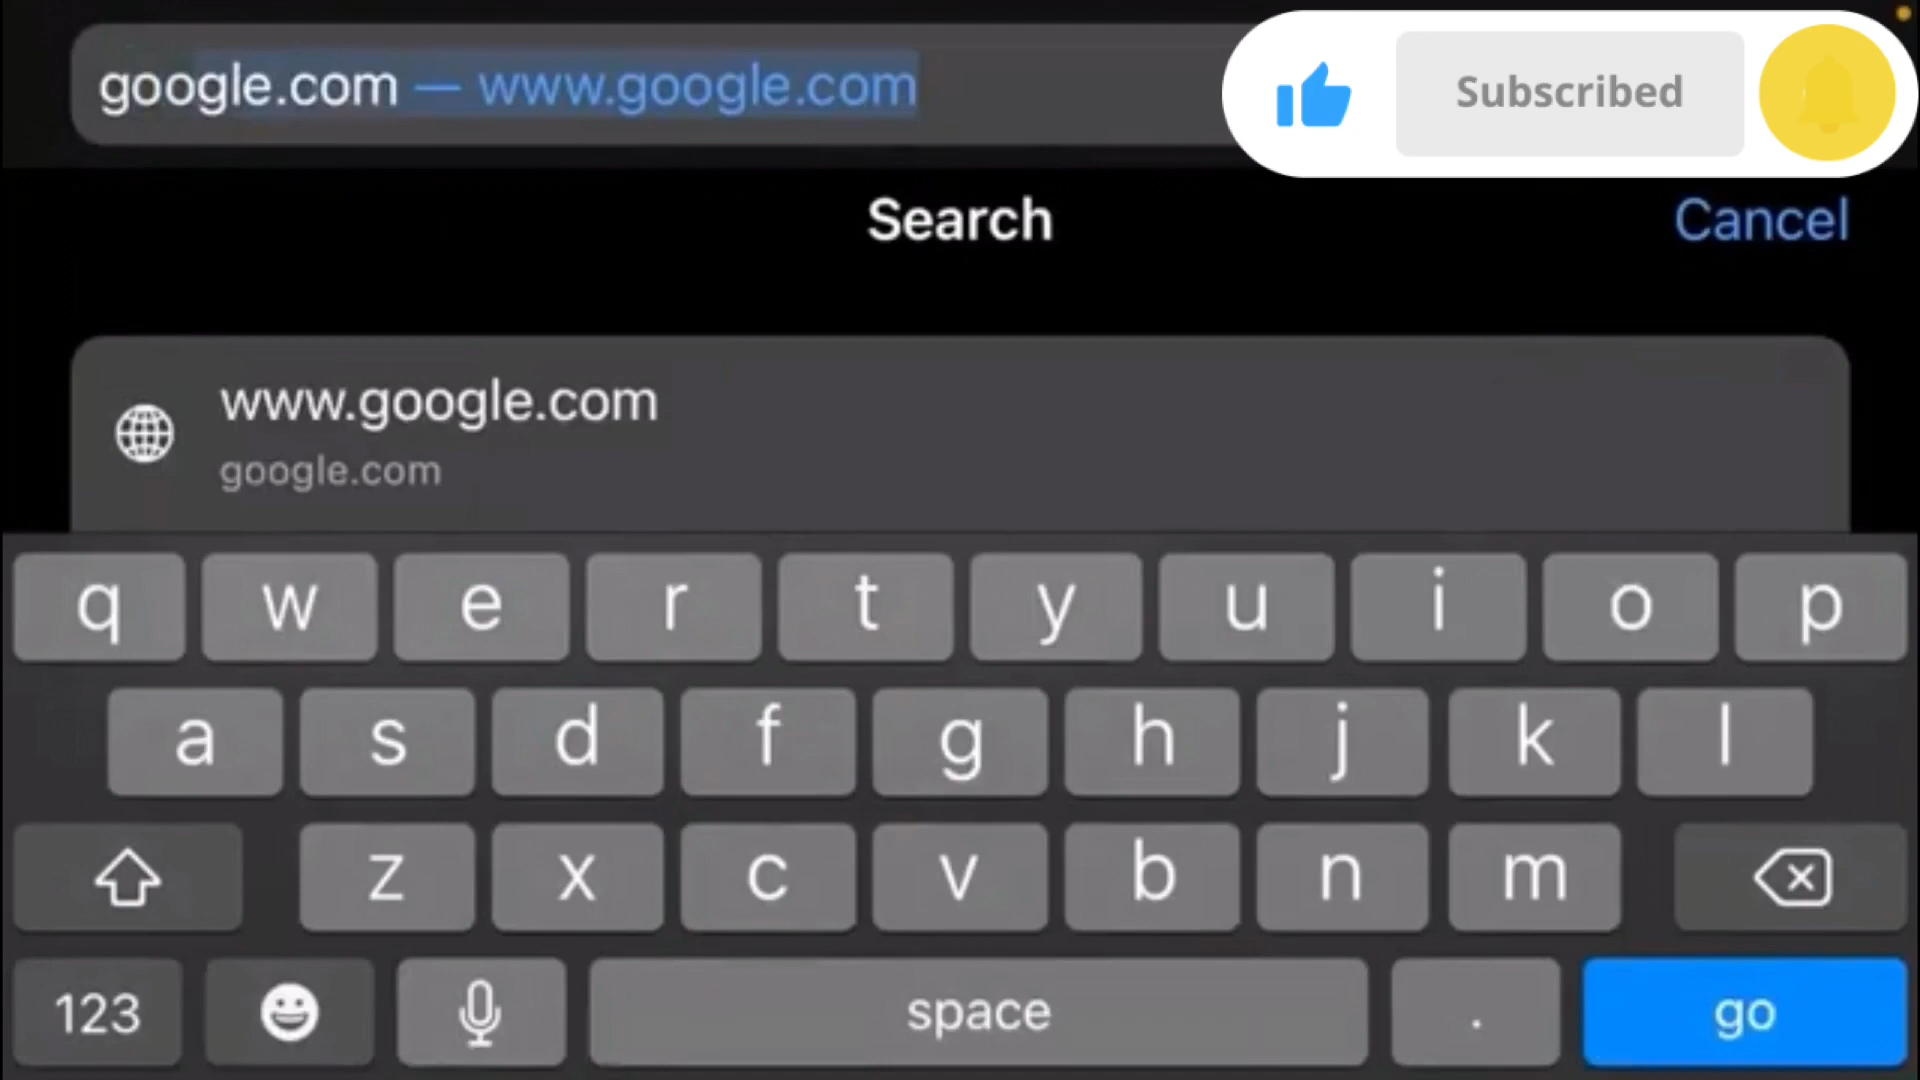 google.com — www.google.com
Subscribed
Search
Cancel
www.google.com
google.com
q w e r t y u i o p
a s d f g h j k l
z x c v b n m
123 space . go